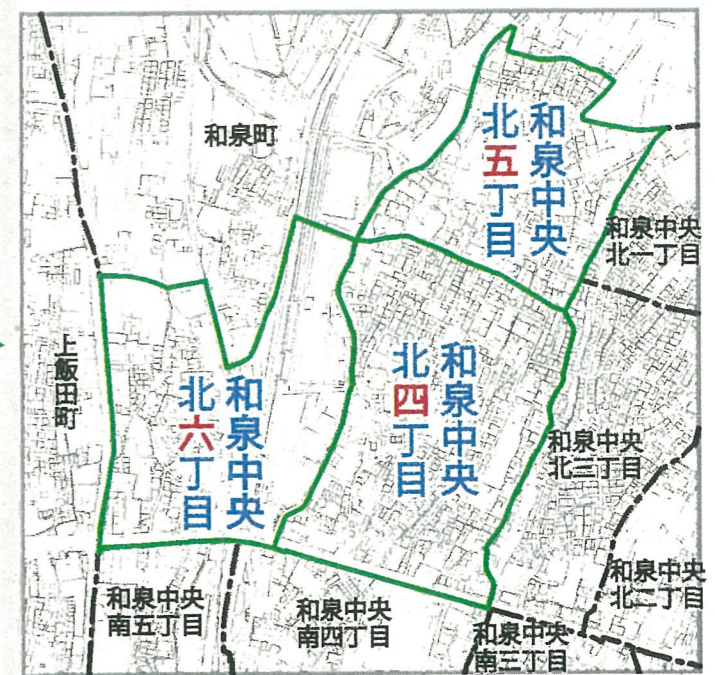 和泉町
和泉中央
北五丁目
和泉中央
北一丁目
上飯田町
和泉中央
北六丁目
和泉中央
北四丁目
和泉中央
北三丁目
和泉中央
北二丁目
和泉中央
南五丁目
和泉中央
南四丁目
和泉中央
南三丁目